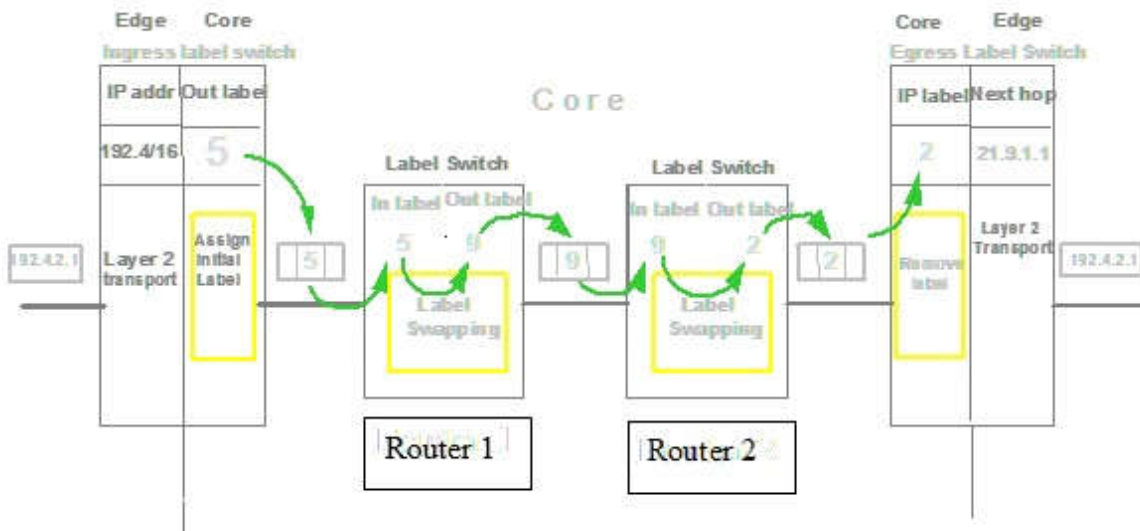 Edge Core
Ingress label switch
IP addr Out label
192.4/16 5
Layer 2
transport
Assign
Initial
Label
192.4.2.1
5
Core
Label Switch
In label Out label
5 9
Label
Swapping
Router 1
9
Label Switch
In label Out label
9 2
Label
Swapping
Router 2
2
Core Edge
Egress Label Switch
IP label Next hop
2 21.9.1.1
Remove
label
Layer 2
Transport
192.4.2.1